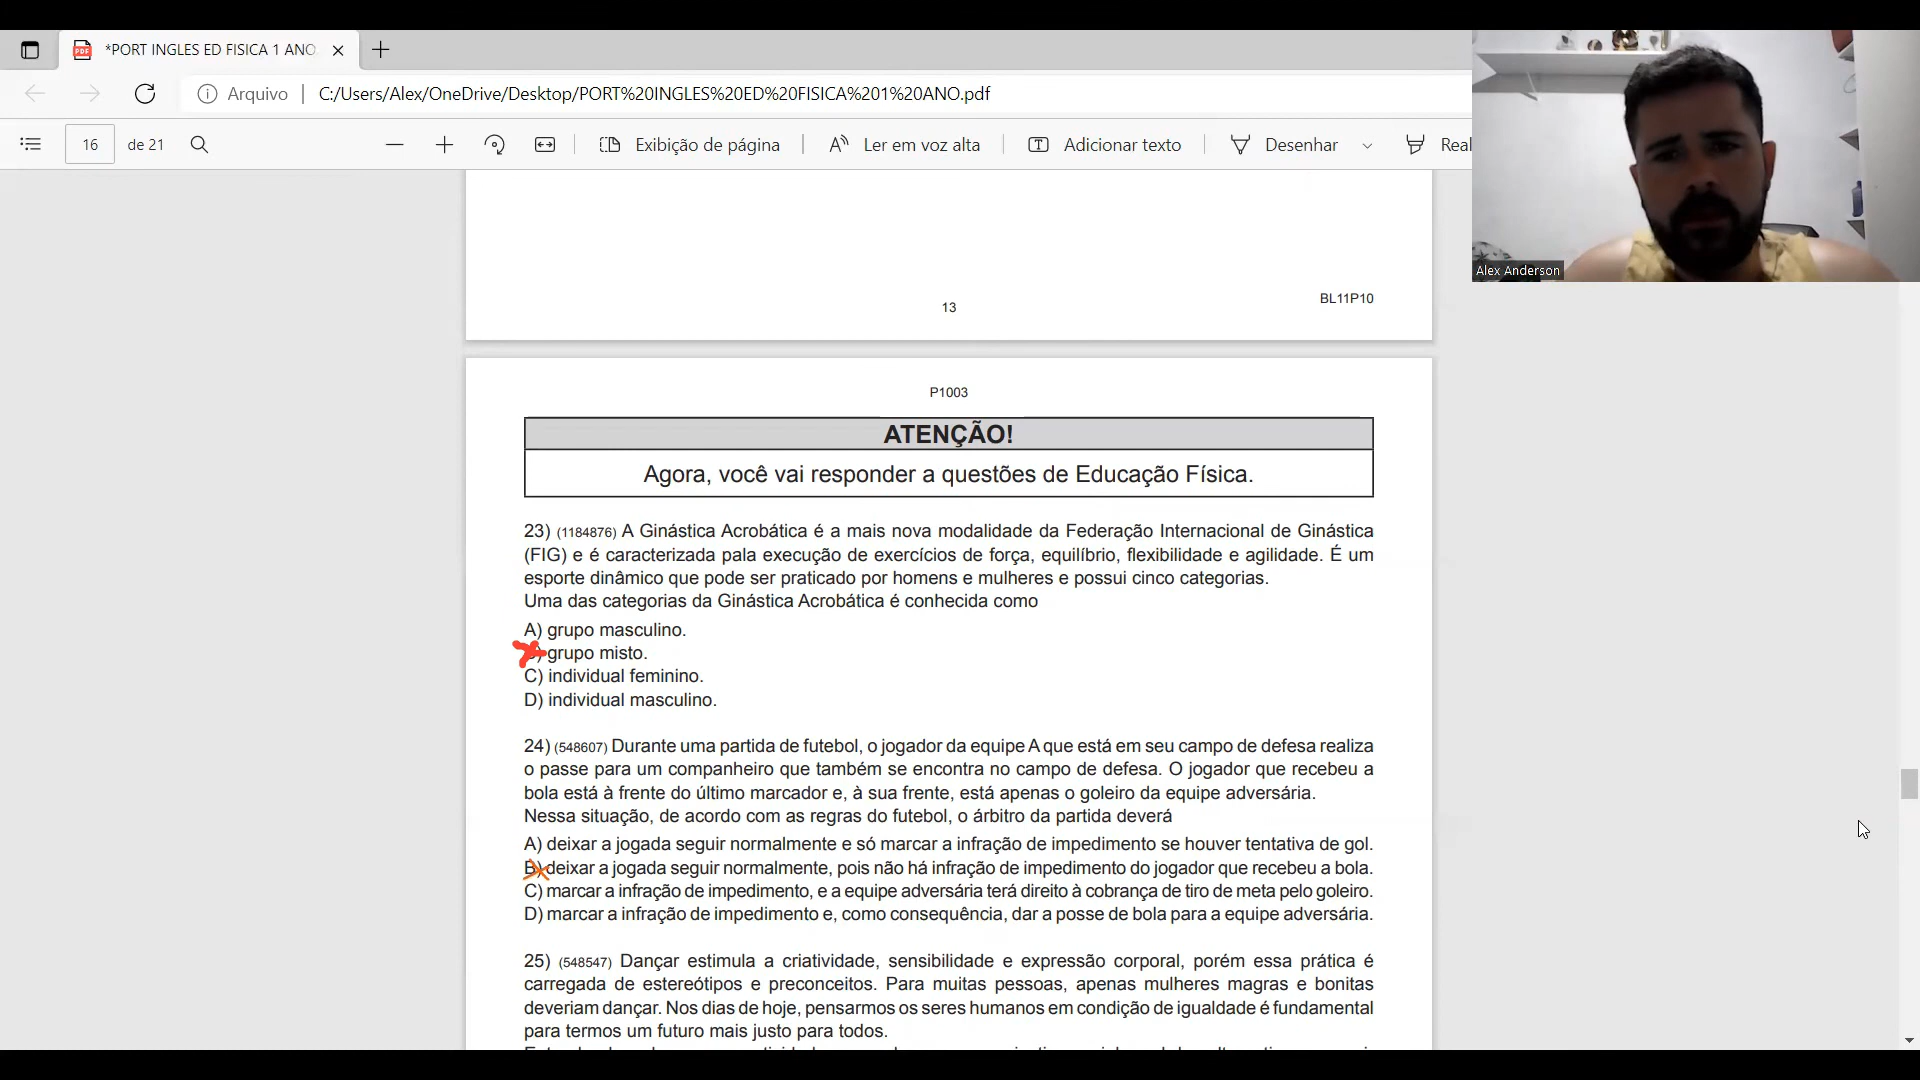 *PORT INGLES ED FISICA 1 ANO
Arquivo
C:/Users/Alex/OneDrive/Desktop/PORT%20INGLES%20ED%20FISICA%201%20ANO.pdf
16 de 21
Exibição de página
Ler em voz alta
Adicionar texto
Desenhar
Real
Alex Anderson
13
BL11P10
P1003
ATENÇÃO!
Agora, você vai responder a questões de Educação Física.
23) (1184876) A Ginástica Acrobática é a mais nova modalidade da Federação Internacional de Ginástica
(FIG) e é caracterizada pala execução de exercícios de força, equilíbrio, flexibilidade e agilidade. É um
esporte dinâmico que pode ser praticado por homens e mulheres e possui cinco categorias.
Uma das categorias da Ginástica Acrobática é conhecida como
A) grupo masculino.
grupo misto.
C) individual feminino.
D) individual masculino.
24) (548607) Durante uma partida de futebol, o jogador da equipe A que está em seu campo de defesa realiza
o passe para um companheiro que também se encontra no campo de defesa. O jogador que recebeu a
bola está à frente do último marcador e, à sua frente, está apenas o goleiro da equipe adversária.
Nessa situação, de acordo com as regras do futebol, o árbitro da partida deverá
A) deixar a jogada seguir normalmente e só marcar a infração de impedimento se houver tentativa de gol.
B) deixar a jogada seguir normalmente, pois não há infração de impedimento do jogador que recebeu a bola.
C) marcar a infração de impedimento, e a equipe adversária terá direito à cobrança de tiro de meta pelo goleiro.
D) marcar a infração de impedimento e, como consequência, dar a posse de bola para a equipe adversária.
25) (548547) Dançar estimula a criatividade, sensibilidade e expressão corporal, porém essa prática é
carregada de estereótipos e preconceitos. Para muitas pessoas, apenas mulheres magras e bonitas
deveriam dançar. Nos dias de hoje, pensarmos os seres humanos em condição de igualdade é fundamental
para termos um futuro mais justo para todos.